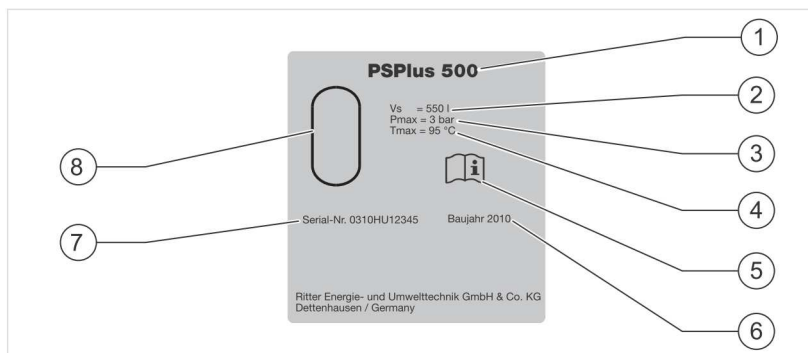 PSPlus 500
1
Vs = 550 l
2
Pmax = 3 bar
3
Tmax = 95 °C
4
i
5
8
Serial-Nr. 0310HU12345
7
Baujahr 2010
6
Ritter Energie- und Umwelttechnik GmbH & Co. KG
Dettenhausen / Germany